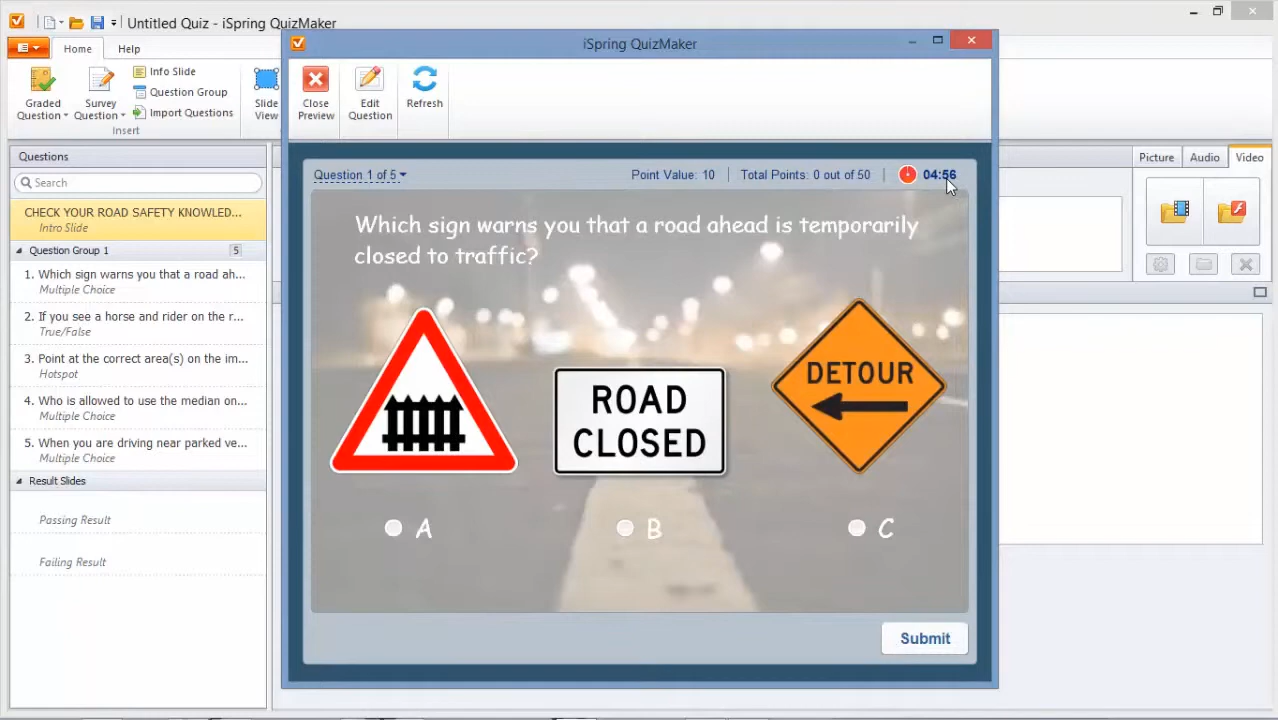 Untitled Quiz - iSpring QuizMaker
Home
Help
Graded
Question
Survey
Question
Info Slide
Question Group
Import Questions
Insert
Slide
View
iSpring QuizMaker
Close
Preview
Edit
Question
Refresh
Questions
Search
CHECK YOUR ROAD SAFETY KNOWLED...
Intro Slide
Question Group 1
5
1. Which sign warns you that a road ah...
Multiple Choice
2. If you see a horse and rider on the r...
True/False
3. Point at the correct area(s) on the im...
Hotspot
4. Who is allowed to use the median on...
Multiple Choice
5. When you are driving near parked ve...
Multiple Choice
Result Slides
Passing Result
Failing Result
Question 1 of 5
Point Value: 10
Total Points: 0 out of 50
04:56
Which sign warns you that a road ahead is temporarily
closed to traffic?
ROAD
CLOSED
DETOUR
A
B
C
Submit
Picture
Audio
Video